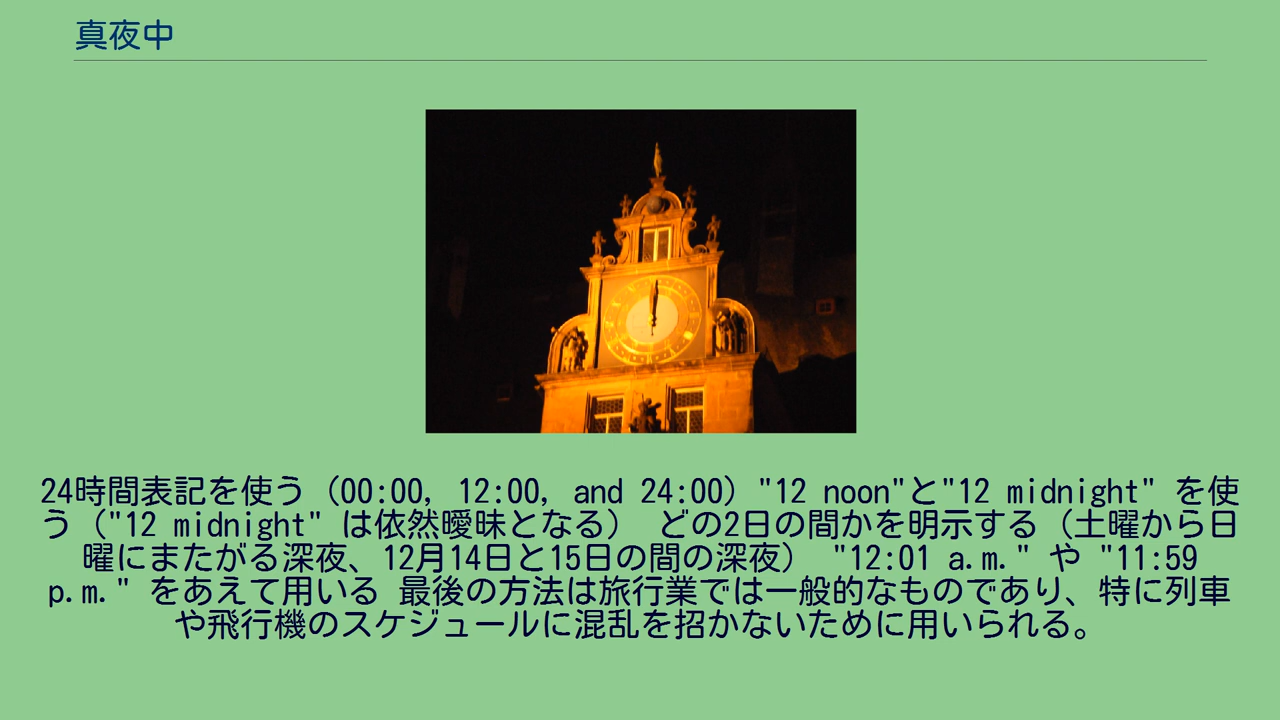 真夜中
24時間表記を使う（00:00, 12:00, and 24:00）"12 noon"と"12 midnight" を使
う（"12 midnight" は依然曖昧となる） どの2日の間かを明示する（土曜から日
曜にまたがる深夜、12月14日と15日の間の深夜） "12:01 a.m." や "11:59
p.m." をあえて用いる 最後の方法は旅行業では一般的なものであり、特に列車
や飛行機のスケジュールに混乱を招かないために用いられる。